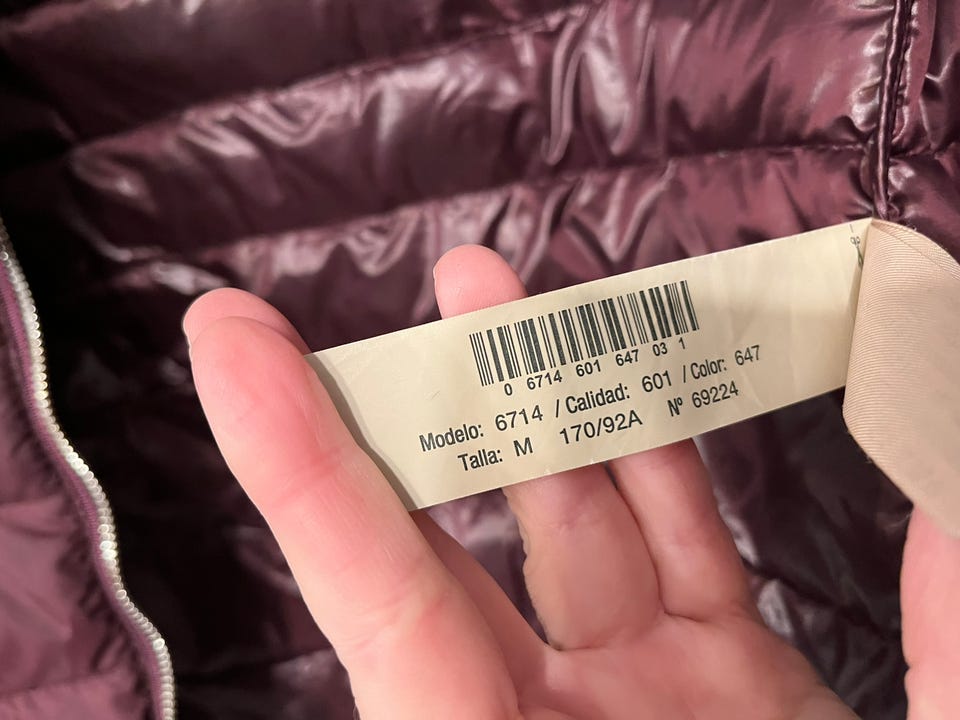 0 6714 601 647 03 1
Modelo: 6714 / Calidad: 601 / Color: 647
Talla: M 170/92A Nº 69224